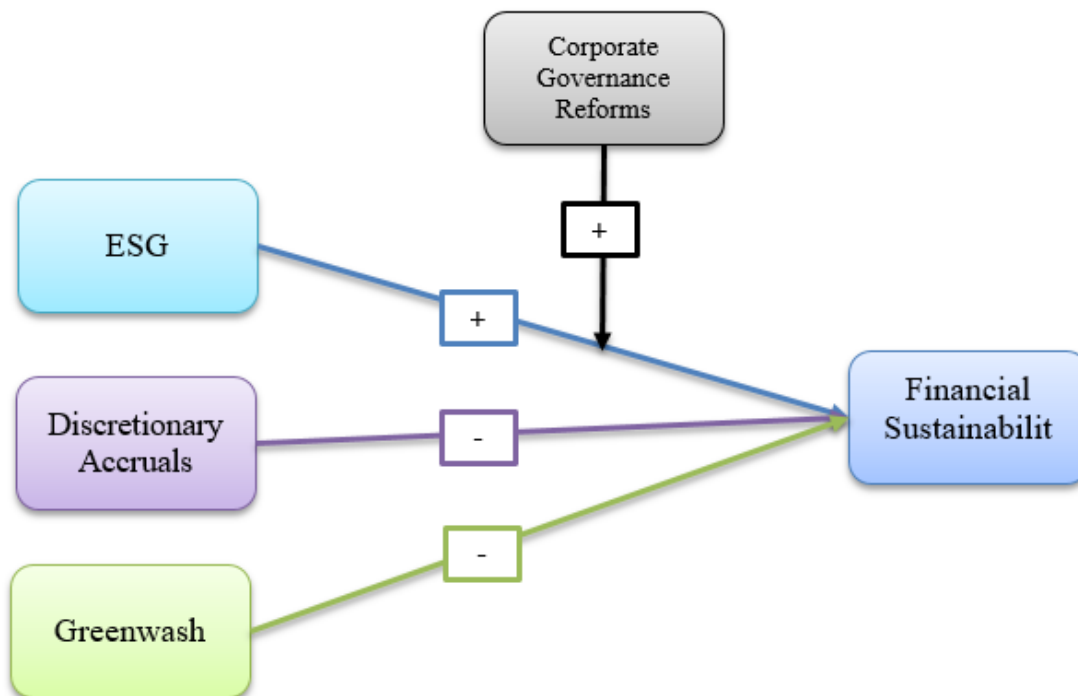 Corporate
Governance
Reforms
+
ESG
+
Financial
Sustainabilit
Discretionary
Accruals
-
-
Greenwash